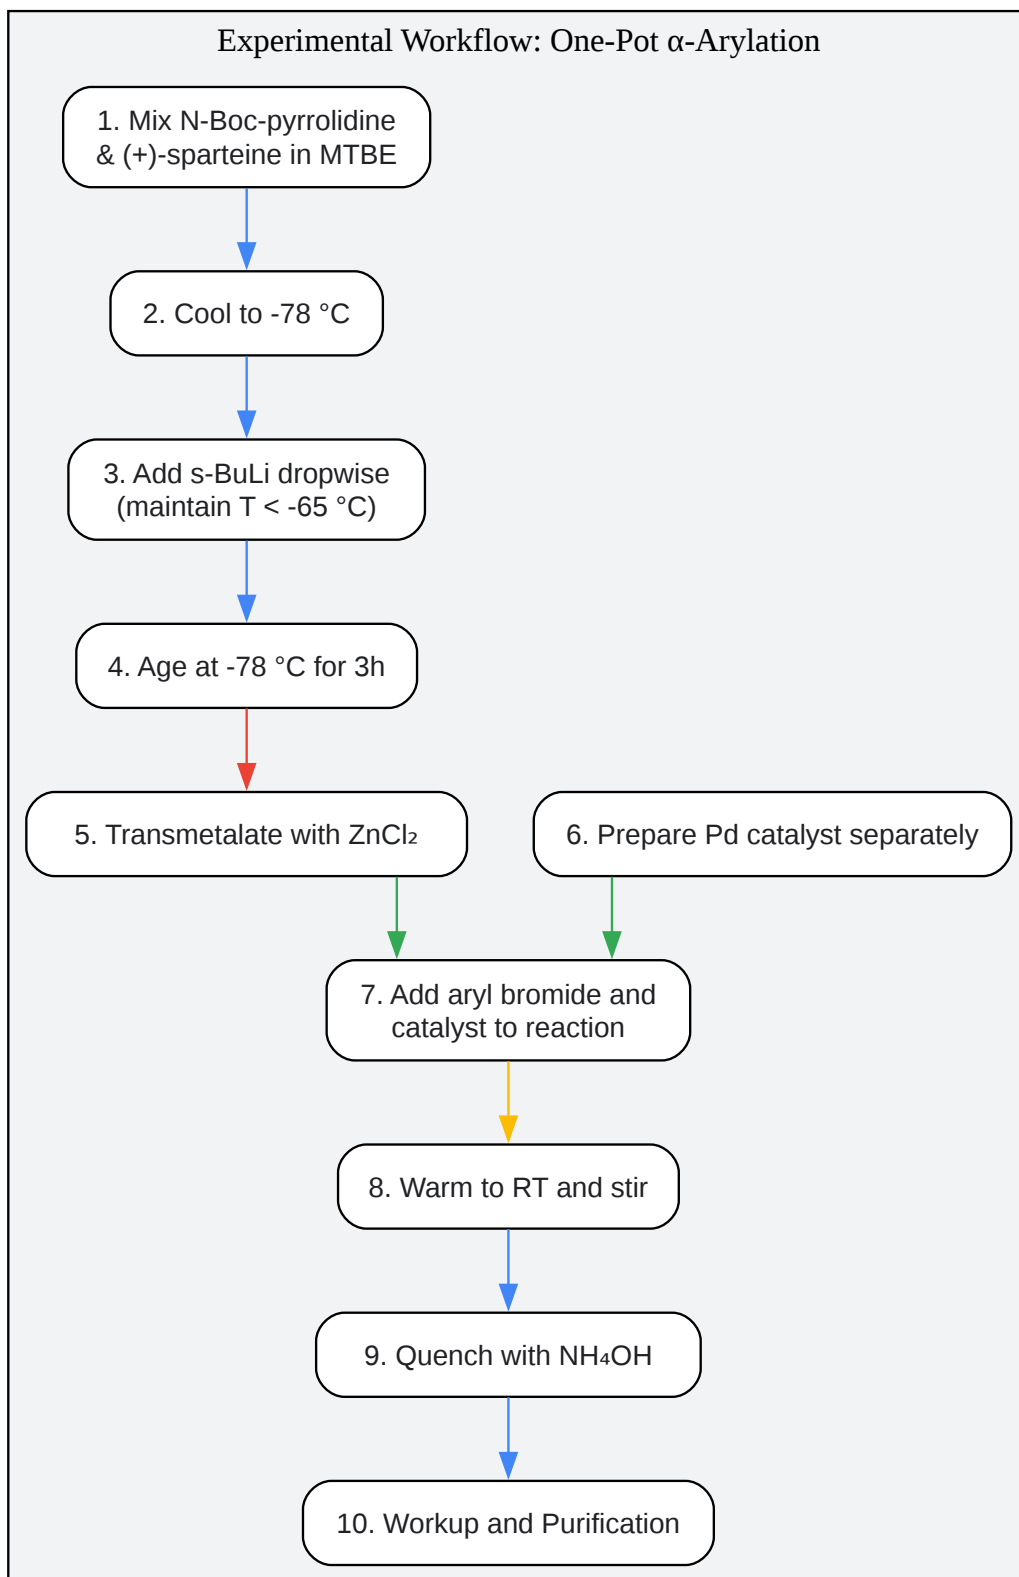 Experimental Workflow: One-Pot α-Arylation
1. Mix N-Boc-pyrrolidine
& (+)-sparteine in MTBE
2. Cool to -78 °C
3. Add s-BuLi dropwise
(maintain T < -65 °C)
4. Age at -78 °C for 3h
5. Transmetalate with ZnCl₂
6. Prepare Pd catalyst separately
7. Add aryl bromide and
catalyst to reaction
8. Warm to RT and stir
9. Quench with NH₄OH
10. Workup and Purification